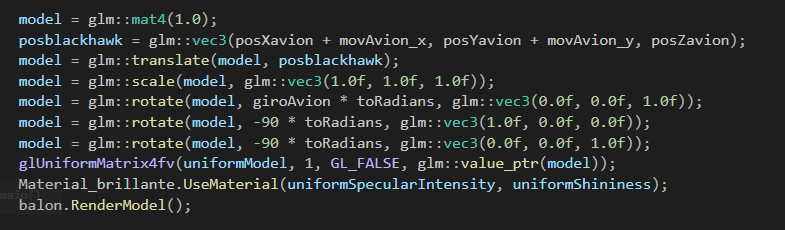 model = glm::mat4(1.0);
posblackhawk = glm::vec3(posXavion + movAvion_x, posYavion + movAvion_y, posZavion);
model = glm::translate(model, posblackhawk);
model = glm::scale(model, glm::vec3(1.0f, 1.0f, 1.0f));
model = glm::rotate(model, giroAvion * toRadians, glm::vec3(0.0f, 0.0f, 1.0f));
model = glm::rotate(model, -90 * toRadians, glm::vec3(1.0f, 0.0f, 0.0f));
model = glm::rotate(model, -90 * toRadians, glm::vec3(0.0f, 0.0f, 1.0f));
glUniformMatrix4fv(uniformModel, 1, GL_FALSE, glm::value_ptr(model));
Material_brillante.UseMaterial(uniformSpecularIntensity, uniformShininess);
main()
balon.RenderModel();